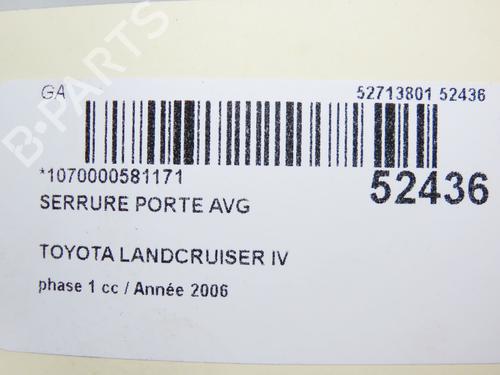 GA 52713801 52436
*1070000581171 52436
SERRURE PORTE AVG
TOYOTA LANDCRUISER IV
phase 1 cc / Année 2006
B-PARTS